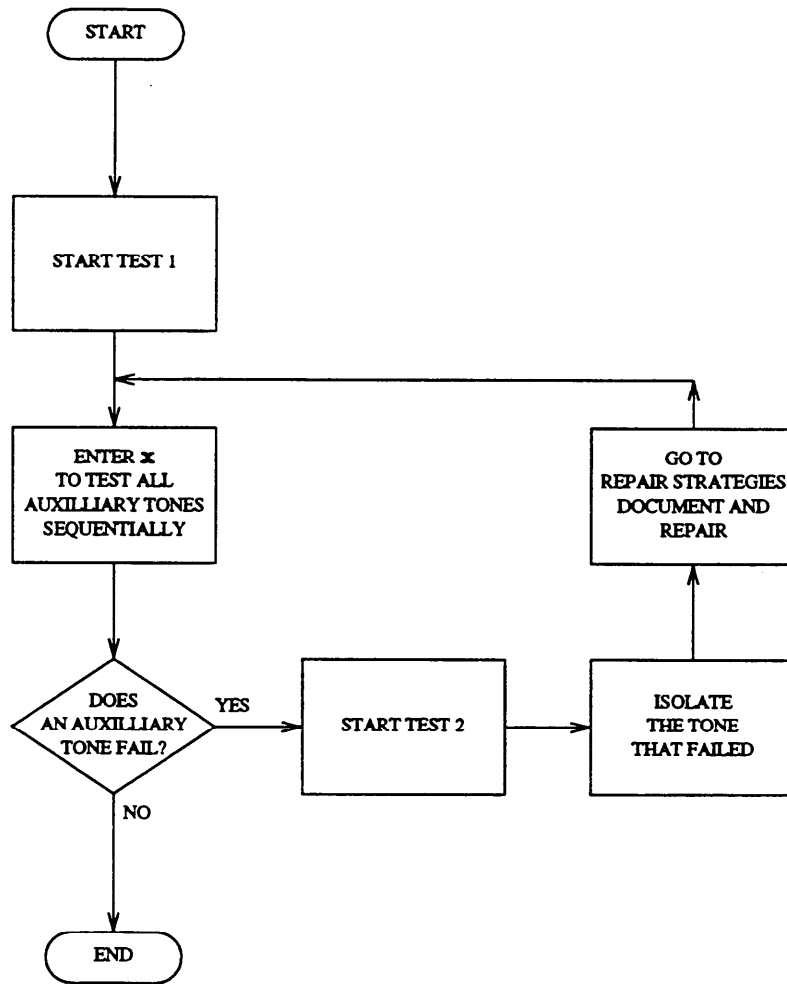 START
START TEST 1
ENTER x
TO TEST ALL
AUXILLIARY TONES
SEQUENTIALLY
DOES
AN AUXILLIARY
TONE FAIL?
YES
NO
START TEST 2
ISOLATE
THE TONE
THAT FAILED
GO TO
REPAIR STRATEGIES
DOCUMENT AND
REPAIR
END